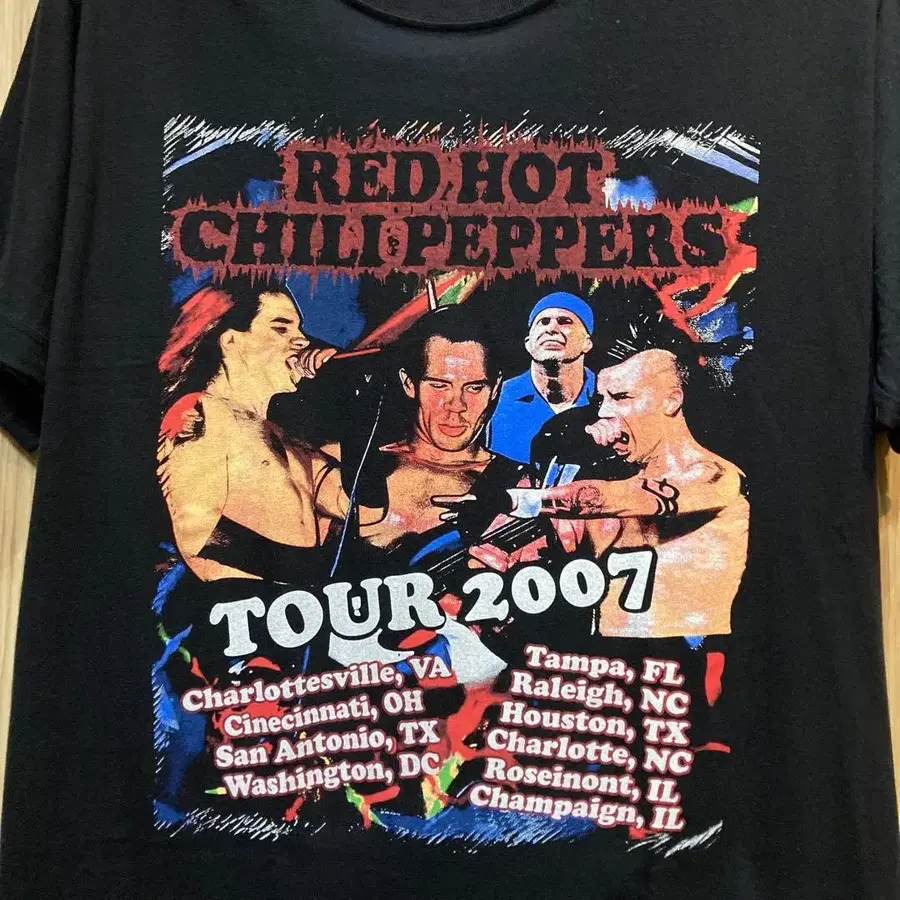 RED HOT
CHILI PEPPERS
TOUR 2007
Charlottesville, VA
Cinecinnati, OH
San Antonio, TX
Washington, DC
Tampa, FL
Raleigh, NC
Houston, TX
Charlotte, NC
Roseinont, IL
Champaign, IL